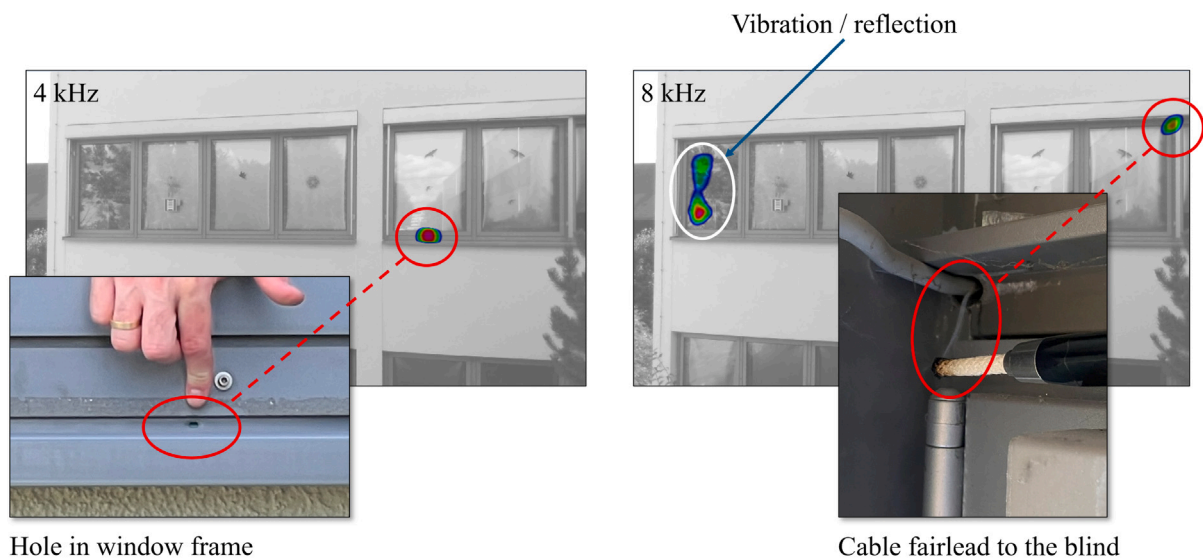 Vibration / reflection
4 kHz
8 kHz
Hole in window frame
Cable fairlead to the blind